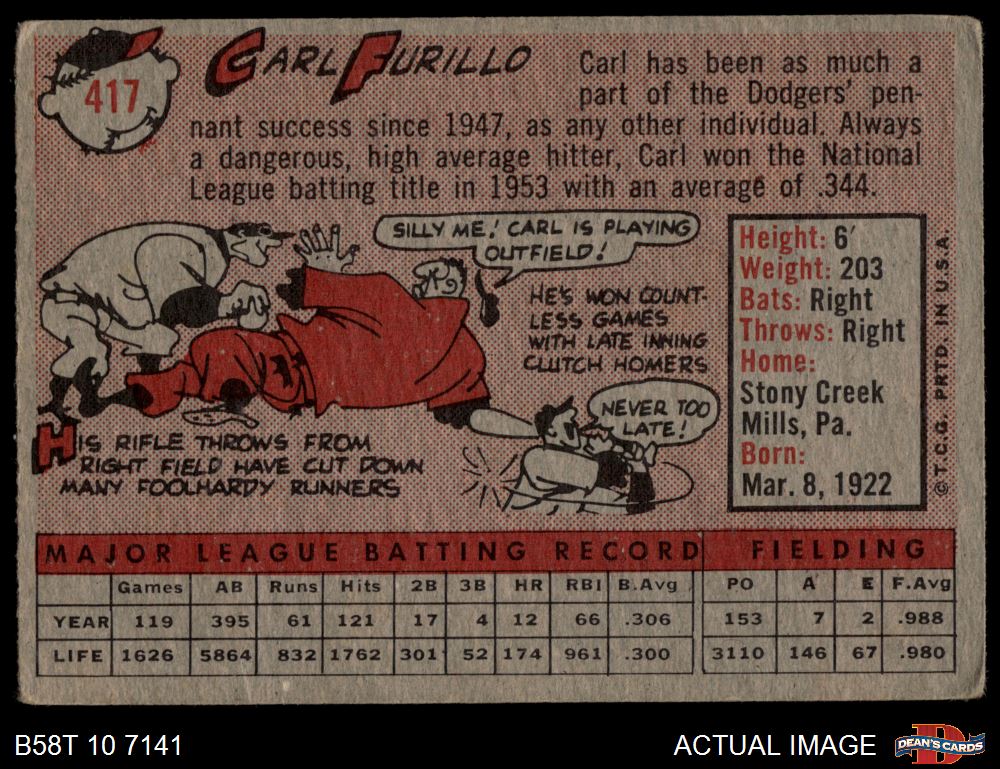 417
CARL FURILLO
Carl has been as much a
part of the Dodgers' pen-
nant success since 1947, as any other individual. Always
a dangerous, high average hitter, Carl won the National
League batting title in 1953 with an average of .344.
SILLY ME! CARL IS PLAYING
OUTFIELD!
HE'S WON COUNT-
LESS GAMES
WITH LATE INNING
CLUTCH HOMERS
NEVER TOO
LATE!
HIS RIFLE THROWS FROM
RIGHT FIELD HAVE CUT DOWN
MANY FOOLHARDY RUNNERS
Height: 6'
Weight: 203
Bats: Right
Throws: Right
Home:
Stony Creek
Mills, Pa.
Born:
Mar. 8, 1922
© T.C.G. PRTD. IN U.S.A.
MAJOR LEAGUE BATTING RECORD FIELDING
Games AB Runs Hits 2B 3B HR RBI B.Avg PO A E F.Avg
YEAR 119 395 61 121 17 4 12 66 .306 153 7 2 .988
LIFE 1626 5864 832 1762 301 52 174 961 .300 3110 146 67 .980
B58T 10 7141
ACTUAL IMAGE
D
DEAN'S CARDS